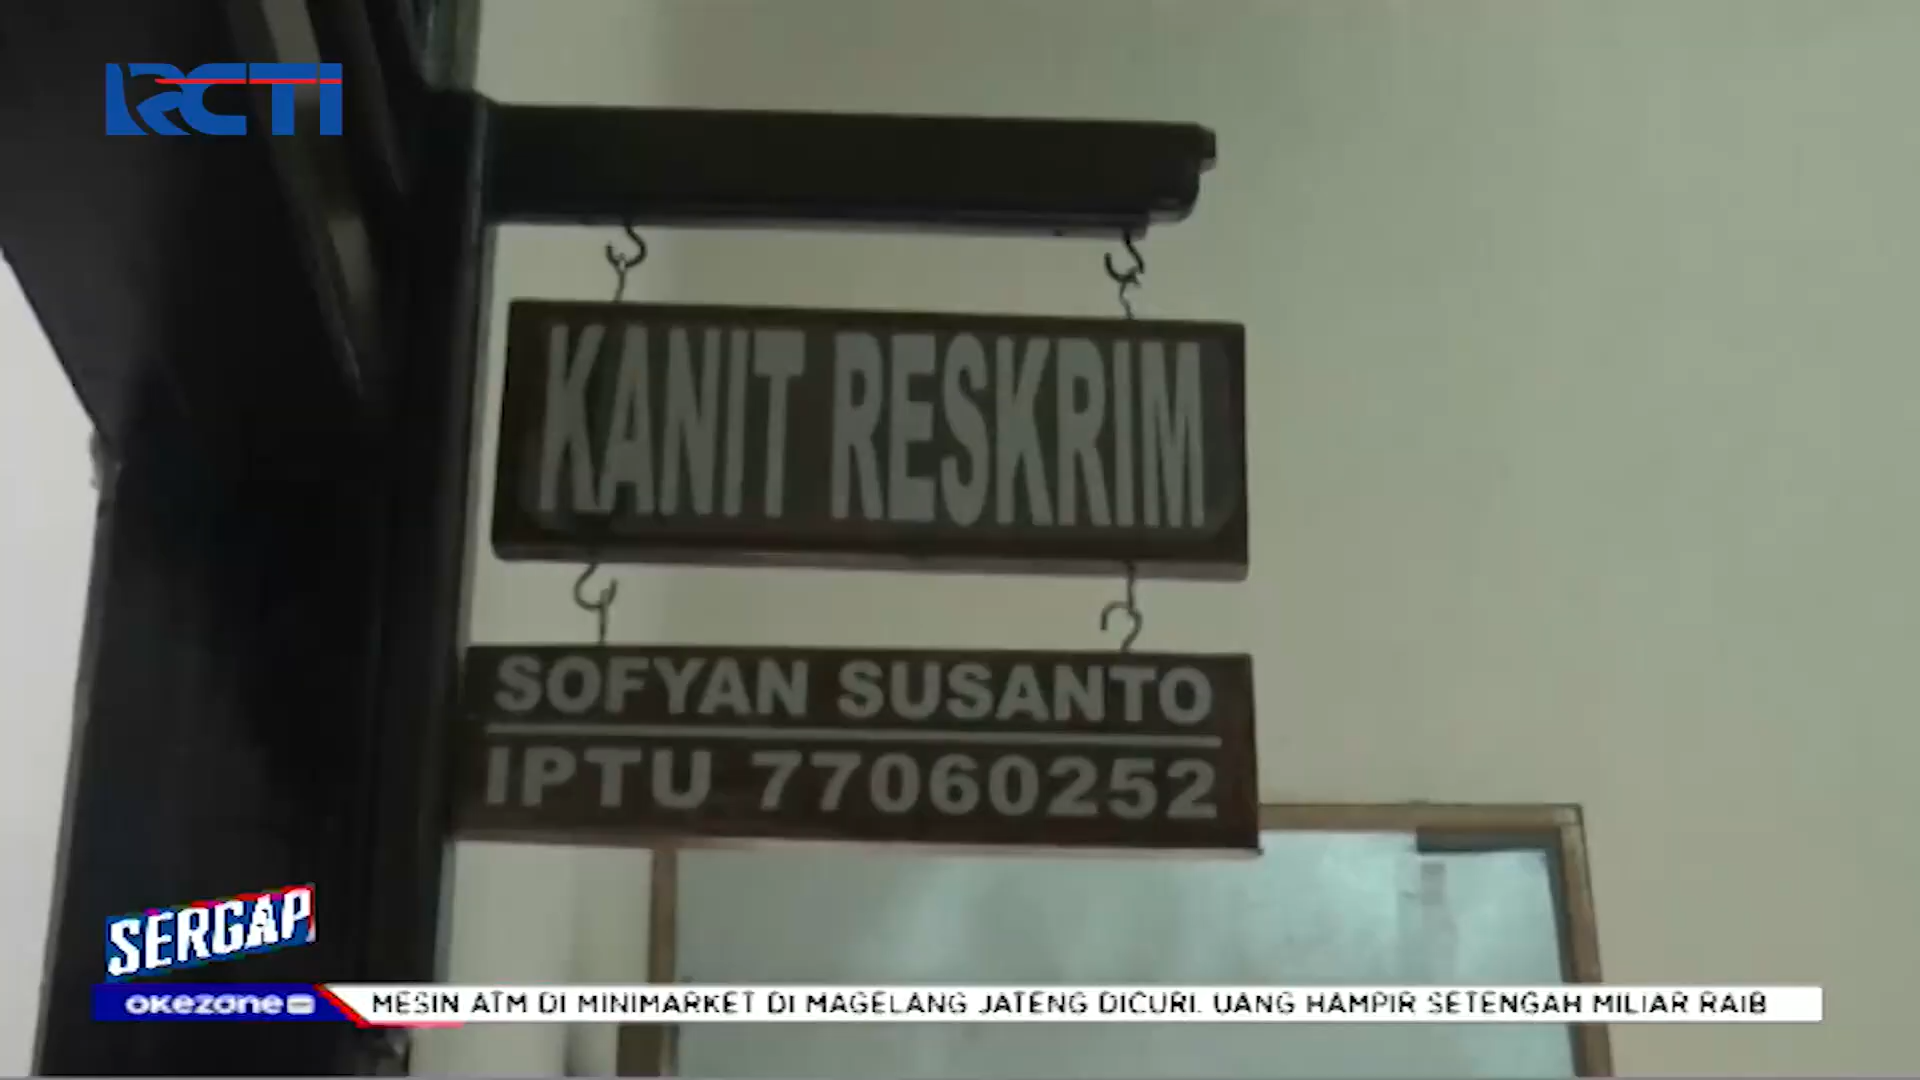 RCTI
KANIT RESKRIM
SOFYAN SUSANTO
IPTU 77060252
SERGAP
okezone
MESIN ATM DI MINIMARKET DI MAGELANG JATENG DICURI. UANG HAMPIR SETENGAH MILIAR RAIB